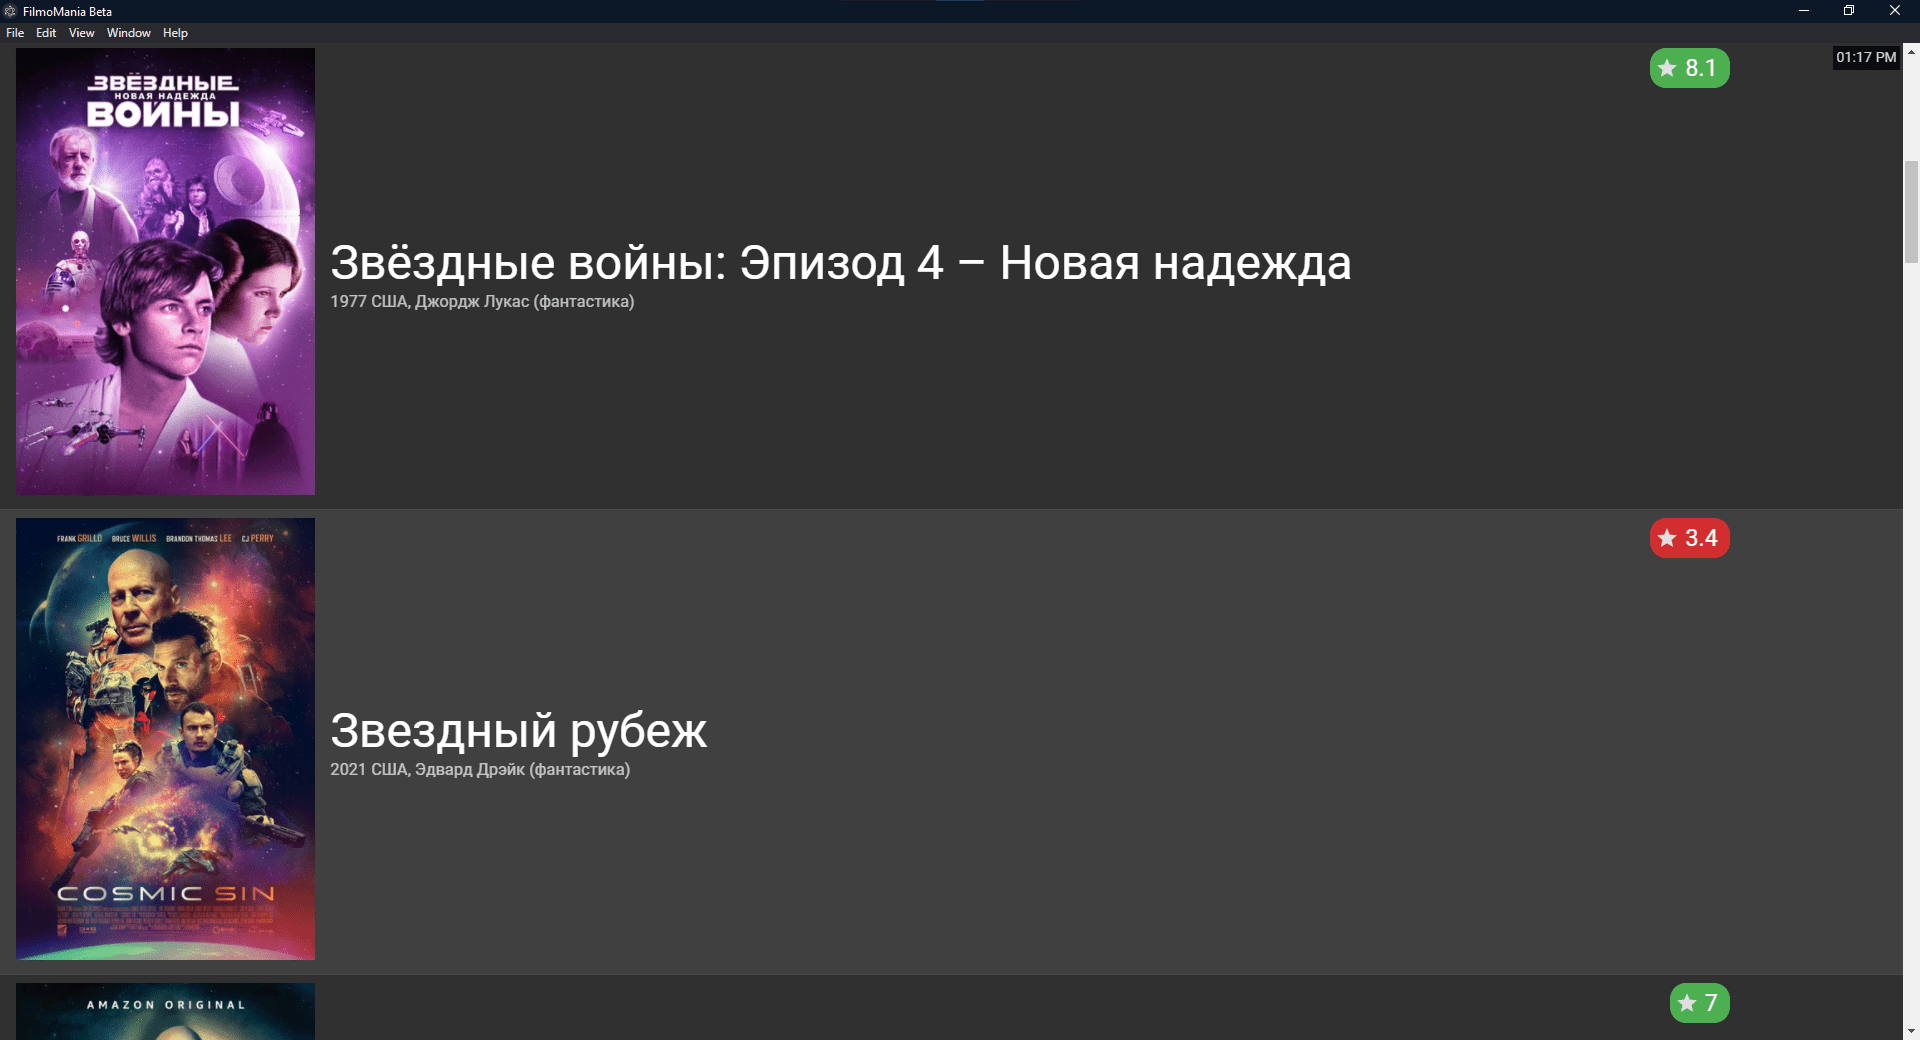 FilmoMania Beta
File Edit View Window Help
01:17 PM
ЗВЁЗДНЫЕ
НОВАЯ НАДЕЖДА
ВОЙНЫ
8.1
Звёздные войны: Эпизод 4 – Новая надежда
1977 США, Джордж Лукас (фантастика)
FRANK GRILLO BRUCE WILLIS BRANDON THOMAS LEE CJ PERRY
COSMIC SIN
3.4
Звездный рубеж
2021 США, Эдвард Дрэйк (фантастика)
AMAZON ORIGINAL
7